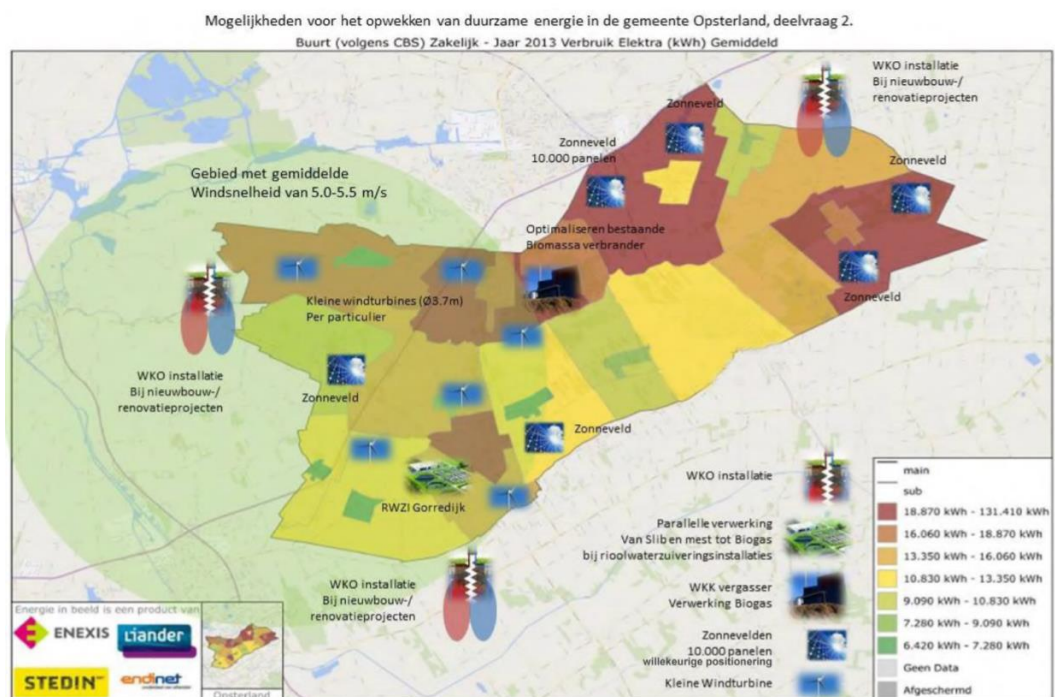 Mogelijkheden voor het opwekken van duurzame energie in de gemeente Opsterland, deelvraag 2.
Buurt (volgens CBS) Zakelijk - Jaar 2013 Verbruik Elektra (kWh) Gemiddeld
WKO installatie
Bij nieuwbouw-/
renovatieprojecten
Zonneveld
Zonneveld
10.000 panelen
Zonneveld
Gebied met gemiddelde
Windsnelheid van 5.0-5.5 m/s
Optimaliseren bestaande
Biomassa verbrander
Zonneveld
Kleine windturbines (Ø3.7m)
Per particulier
WKO installatie
Bij nieuwbouw-/
renovatieprojecten
Zonneveld
Zonneveld
RWZI Gorredijk
WKO installatie
Bij nieuwbouw-/
renovatieprojecten
WKO installatie
Parallelle verwerking
Van Slib en mest tot Biogas
bij rioolwaterzuiveringsinstallaties
WKK vergasser
Verwerking Biogas
Zonnevelden
10.000 panelen
willekeurige positionering
Kleine Windturbine
main
sub
18.870 kWh - 131.410 kWh
16.060 kWh - 18.870 kWh
13.350 kWh - 16.060 kWh
10.830 kWh - 13.350 kWh
9.090 kWh - 10.830 kWh
7.280 kWh - 9.090 kWh
6.420 kWh - 7.280 kWh
Geen Data
Afgeschermd
Energie in beeld is een product van
ENEXIS
Liander
STEDIN
endinet
Opsterland